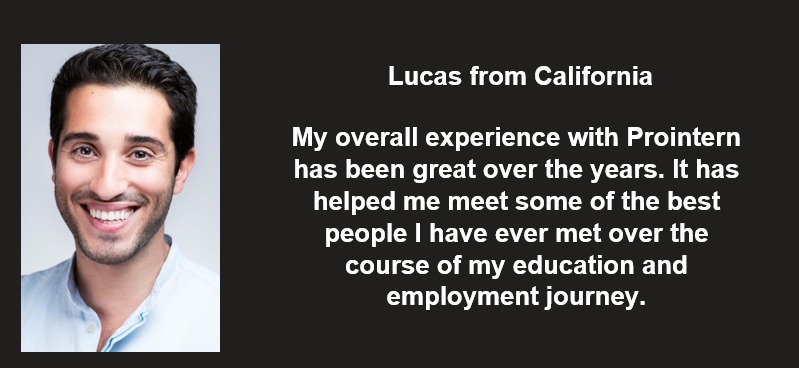 Lucas from California
My overall experience with Prointern
has been great over the years. It has
helped me meet some of the best
people I have ever met over the
course of my education and
employment journey.